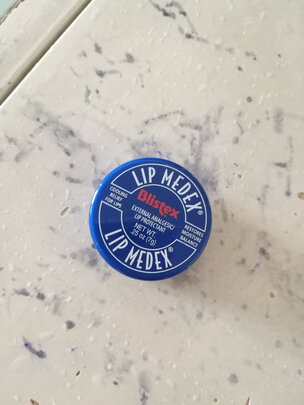 LIP MEDEX®
COOLING
RELIEF
FOR LIPS
Blistex
EXTERNAL ANALGESIC/
LIP PROTECTANT
NET WT.
.25 oz (7g)
RESTORES
MOISTURE
BALANCE
LIP MEDEX®